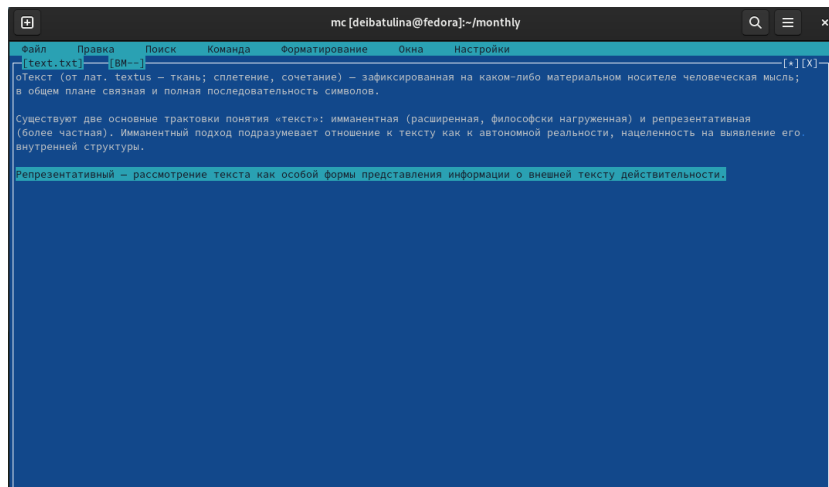 mc [deibatulina@fedora]:~/monthly
Файл Правка Поиск Команда Форматирование Окна Настройки
[text.txt] [BM--] [*][X]
оТекст (от лат. textus — ткань; сплетение, сочетание) — зафиксированная на каком-либо материальном носителе человеческая мысль;
в общем плане связная и полная последовательность символов.
Существуют две основные трактовки понятия «текст»: имманентная (расширенная, философски нагруженная) и репрезентативная
(более частная). Имманентный подход подразумевает отношение к тексту как к автономной реальности, нацеленность на выявление его.
внутренней структуры.
Репрезентативный — рассмотрение текста как особой формы представления информации о внешней тексту действительности.